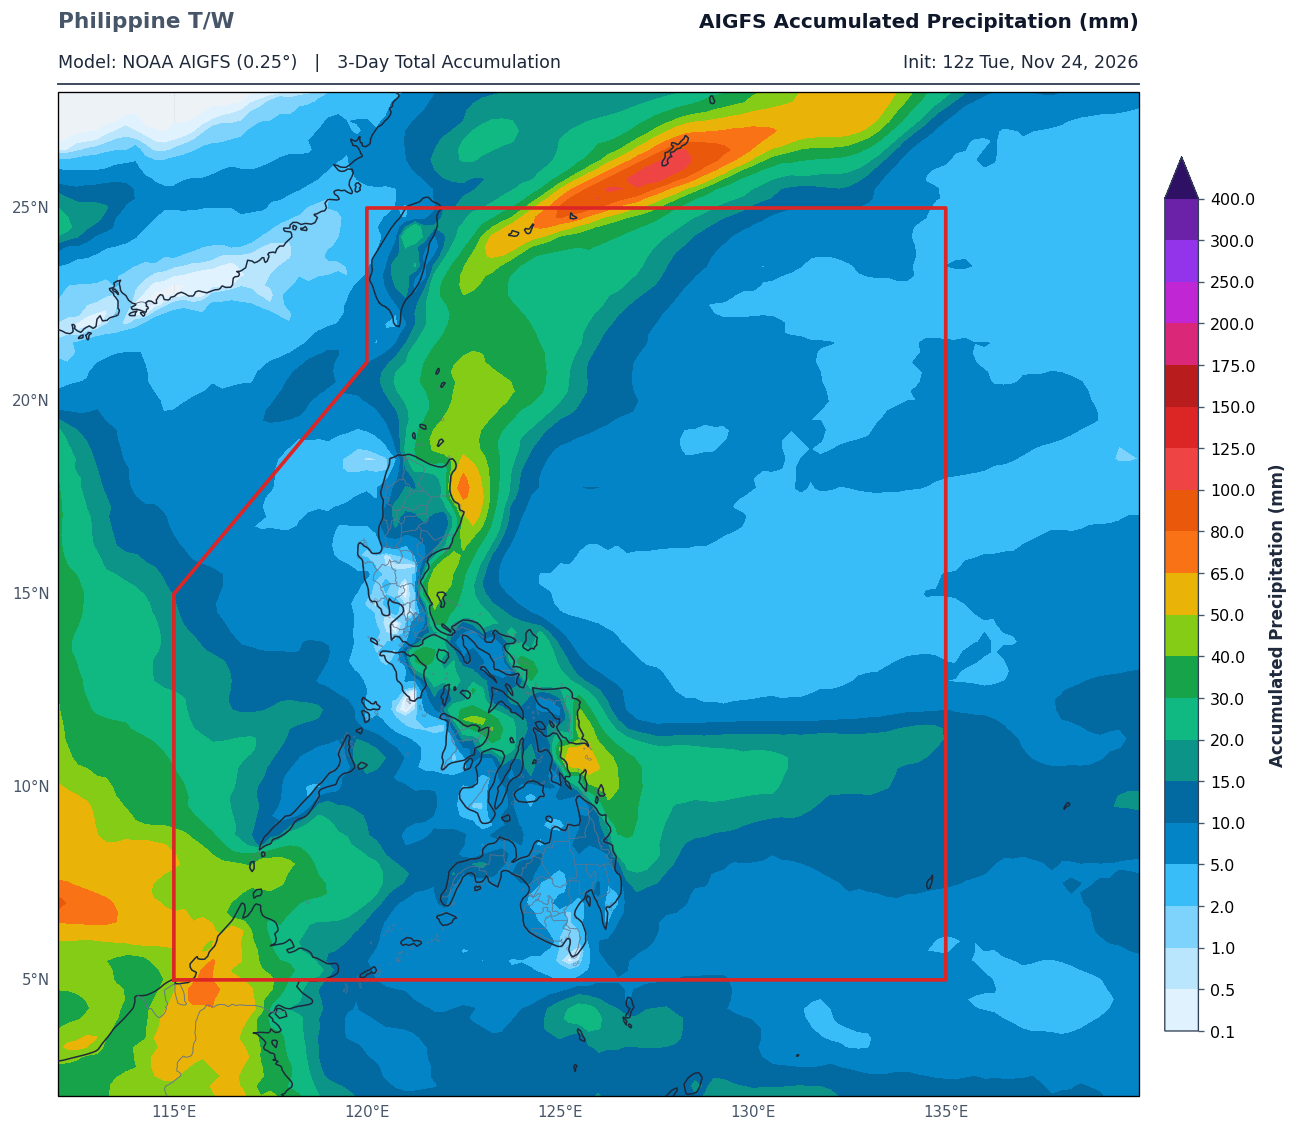 Philippine T/W
AIGFS Accumulated Precipitation (mm)
Model: NOAA AIGFS (0.25°) | 3-Day Total Accumulation
Init: 12z Tue, Nov 24, 2026
25°N
20°N
15°N
10°N
5°N
115°E
120°E
125°E
130°E
135°E
400.0
300.0
250.0
200.0
175.0
150.0
125.0
100.0
80.0
65.0
50.0
40.0
30.0
20.0
15.0
10.0
5.0
2.0
1.0
0.5
0.1
Accumulated Precipitation (mm)